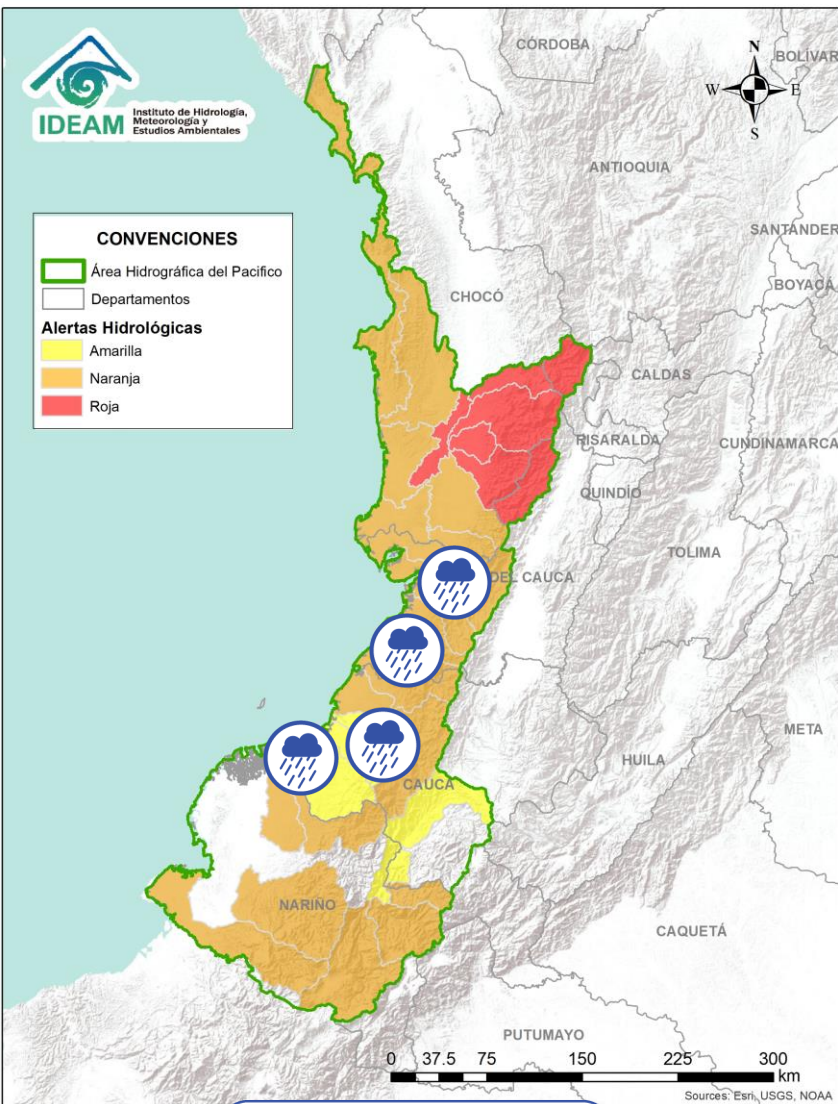 IDEAM
Instituto de Hidrología,
Meteorología y
Estudios Ambientales
N
W
E
S
CÓRDOBA
BOLÍVAR
ANTIOQUIA
SANTANDER
BOYACÁ
CHOCÓ
CALDAS
RISARALDA
CUNDINAMARCA
QUINDÍO
TOLIMA
DEL CAUCA
META
HUILA
CAUCA
NARIÑO
CAQUETÁ
PUTUMAYO
CONVENCIONES
Área Hidrográfica del Pacifico
Departamentos
Alertas Hidrológicas
Amarilla
Naranja
Roja
0 37.5 75 150 225 300
km
Sources: Esri, USGS, NOAA